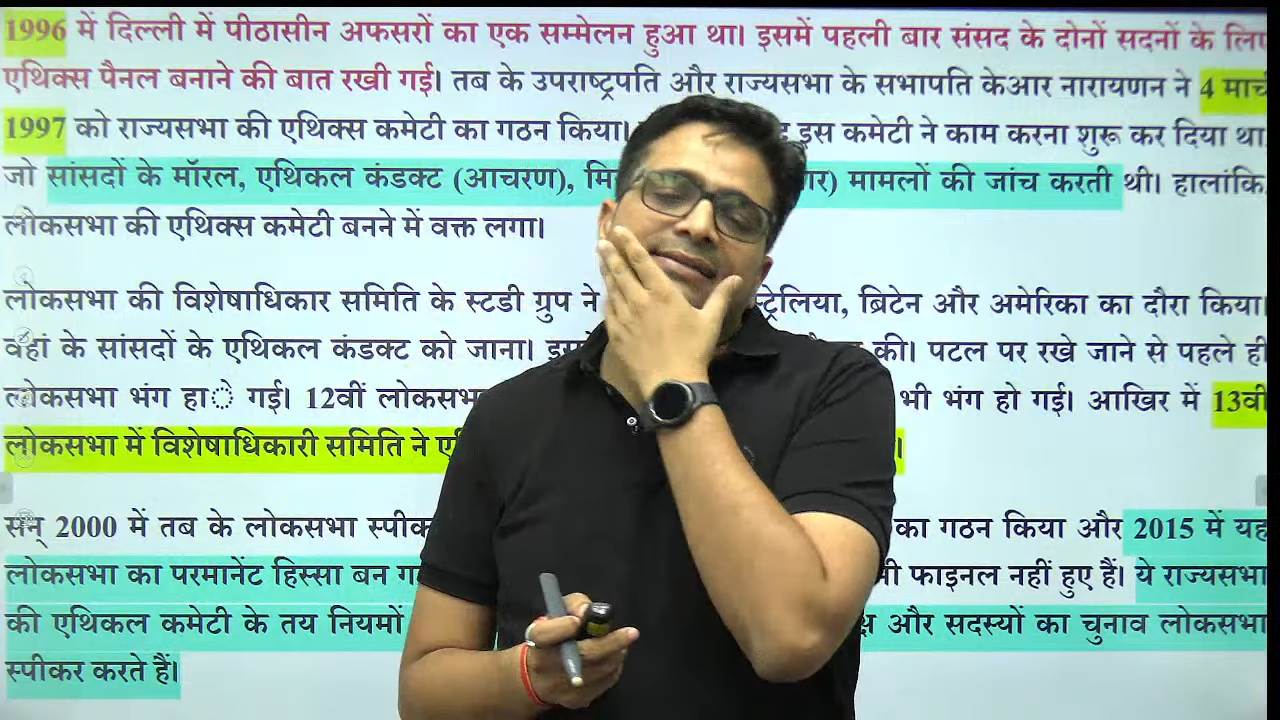 1996 में दिल्ली में पीठासीन अफसरों का एक सम्मेलन हुआ था। इसमें पहली बार संसद के दोनों सदनों के लिए
एथिक्स पैनल बनाने की बात रखी गई। तब के उपराष्ट्रपति और राज्यसभा के सभापति केआर नारायणन ने 4 मार्च
1997 को राज्यसभा की एथिक्स कमेटी का गठन किया। इस कमेटी ने काम करना शुरू कर दिया था
जो सांसदों के मॉरल, एथिकल कंडक्ट (आचरण), मामलों की जांच करती थी। हालांकि,
लोकसभा की एथिक्स कमेटी बनने में वक्त लगा।
लोकसभा की विशेषाधिकार समिति के स्टडी ग्रुप ने ब्रिटेन और अमेरिका का दौरा किया।
वहां के सांसदों के एथिकल कंडक्ट को जाना। की। पटल पर रखे जाने से पहले ही
लोकसभा भंग हाे गई। 12वीं भी भंग हो गई। आखिर में 13वीं
लोकसभा में विशेषाधिकारी समिति ने
सन् 2000 में तब के लोकसभा का गठन किया और 2015 में यह
लोकसभा का परमानेंट हिस्सा बन फाइनल नहीं हुए हैं। ये राज्यसभा
की एथिकल कमेटी के तय नियमों और सदस्यों का चुनाव लोकसभा
स्पीकर करते हैं।